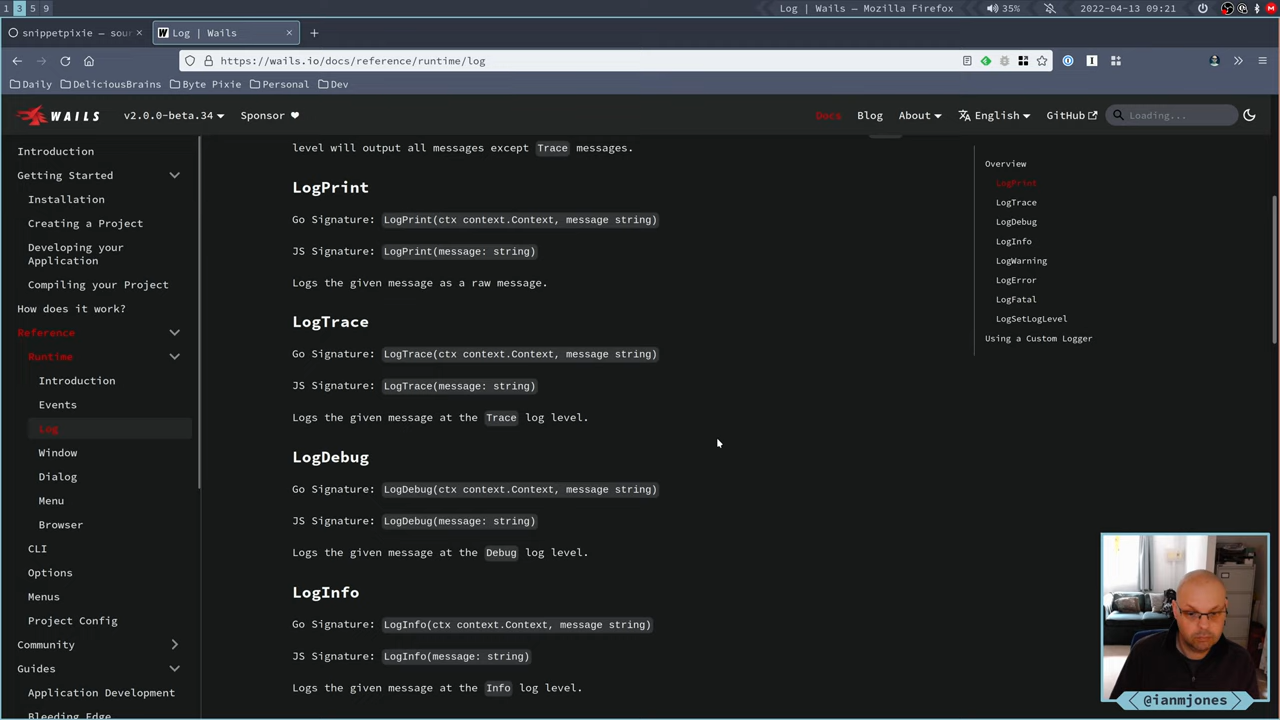 1 3 5 9
Log | Wails — Mozilla Firefox
35%
2022-04-13 09:21
snippetpixie — sou
Log | Wails
https://wails.io/docs/reference/runtime/log
Daily
DeliciousBrains
Byte Pixie
Personal
Dev
WAILS
v2.0.0-beta.34
Sponsor
Docs
Blog
About
English
GitHub
Loading...
Introduction
Getting Started
Installation
Creating a Project
Developing your
Application
Compiling your Project
How does it work?
Reference
Runtime
Introduction
Events
Log
Window
Dialog
Menu
Browser
CLI
Options
Menus
Project Config
Community
Guides
Application Development
Bleeding Edge
level will output all messages except Trace messages.
LogPrint
Go Signature: LogPrint(ctx context.Context, message string)
JS Signature: LogPrint(message: string)
Logs the given message as a raw message.
LogTrace
Go Signature: LogTrace(ctx context.Context, message string)
JS Signature: LogTrace(message: string)
Logs the given message at the Trace log level.
LogDebug
Go Signature: LogDebug(ctx context.Context, message string)
JS Signature: LogDebug(message: string)
Logs the given message at the Debug log level.
LogInfo
Go Signature: LogInfo(ctx context.Context, message string)
JS Signature: LogInfo(message: string)
Logs the given message at the Info log level.
Overview
LogPrint
LogTrace
LogDebug
LogInfo
LogWarning
LogError
LogFatal
LogSetLogLevel
Using a Custom Logger
@ianmjones